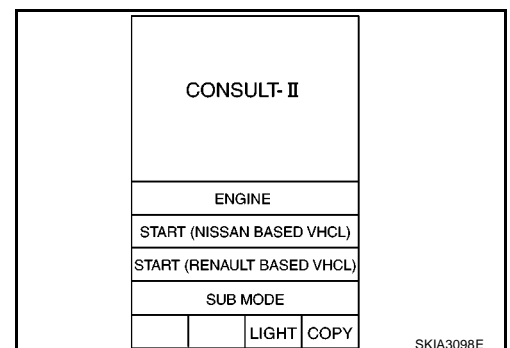 CONSULT-II
ENGINE
START (NISSAN BASED VHCL)
START (RENAULT BASED VHCL)
SUB MODE
LIGHT COPY
SKIA3098E